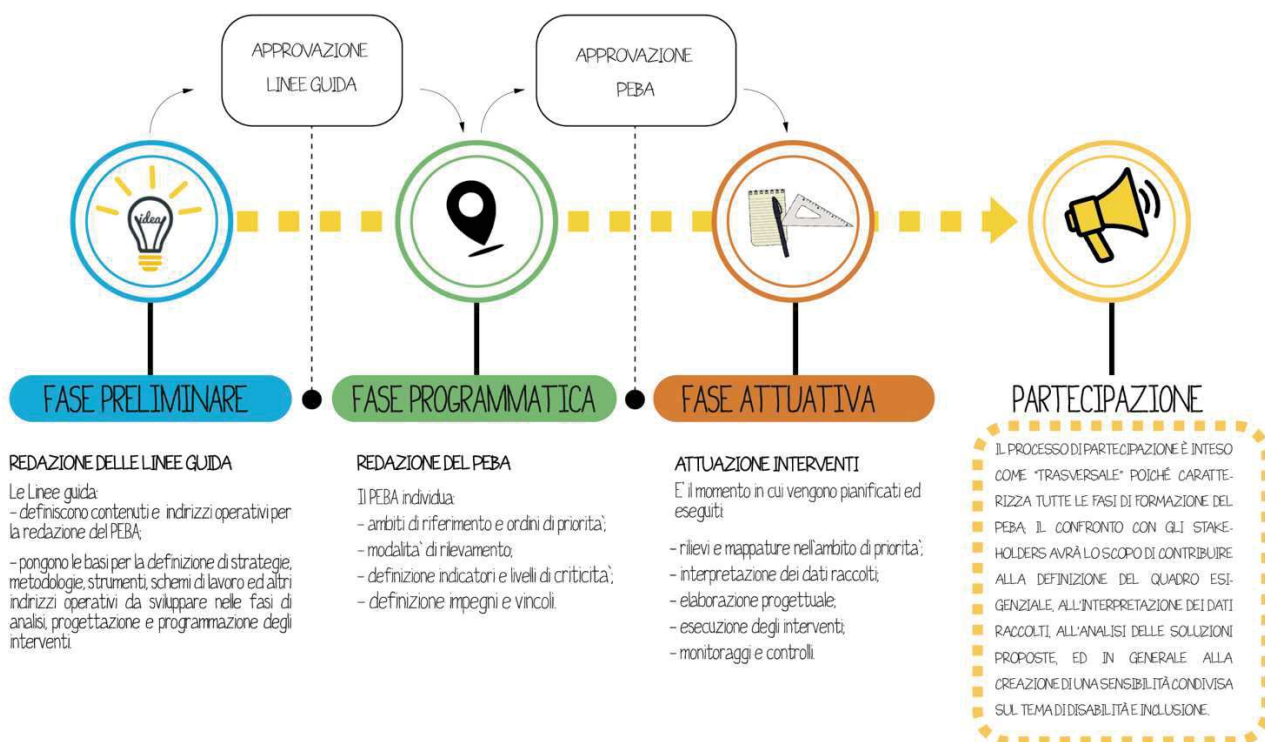 APPROVAZIONE
LINEE GUIDA
APPROVAZIONE
PEBA
idea
FASE PRELIMINARE
FASE PROGRAMMATICA
FASE ATTUATIVA
PARTECIPAZIONE
REDAZIONE DELLE LINEE GUIDA
Le Linee guida:
- definiscono contenuti e indirizzi operativi per
la redazione del PEBA;
- pongono le basi per la definizione di strategie,
metodologie, strumenti, schemi di lavoro ed altri
indirizzi operativi da sviluppare nelle fasi di
analisi, progettazione e programmazione degli
interventi.
REDAZIONE DEL PEBA
Il PEBA individua:
- ambiti di riferimento e ordini di priorita`;
- modalita` di rilevamento;
- definizione indicatori e livelli di criticita`;
- definizione impegni e vincoli.
ATTUAZIONE INTERVENTI
E' il momento in cui vengono pianificati ed
eseguiti:
- rilievi e mappature nell'ambito di priorita`;
- interpretazione dei dati raccolti;
- elaborazione progettuale;
- esecuzione degli interventi;
- monitoraggi e controlli.
IL PROCESSO DI PARTECIPAZIONE È INTESO
COME "TRASVERSALE" POICHÉ CARATTE-
RIZZA TUTTE LE FASI DI FORMAZIONE DEL
PEBA; IL CONFRONTO CON GLI STAKE-
HOLDERS AVRÀ LO SCOPO DI CONTRIBUIRE
ALLA DEFINIZIONE DEL QUADRO ESI-
GENZIALE, ALL'INTERPRETAZIONE DEI DATI
RACCOLTI, ALL'ANALISI DELLE SOLUZIONI
PROPOSTE, ED IN GENERALE ALLA
CREAZIONE DI UNA SENSIBILITÀ CONDIVISA
SUL TEMA DI DISABILITÀ E INCLUSIONE.